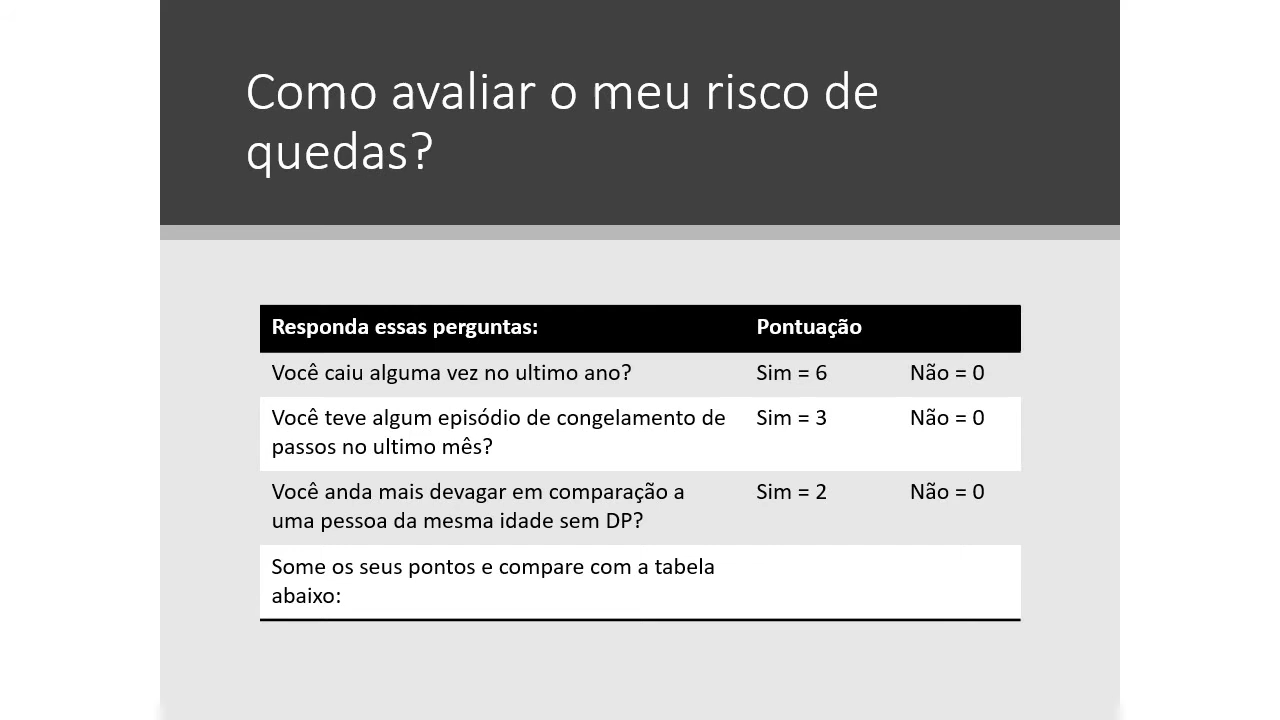 Como avaliar o meu risco de
quedas?
Responda essas perguntas: Pontuação
Você caiu alguma vez no ultimo ano? Sim = 6 Não = 0
Você teve algum episódio de congelamento de Sim = 3 Não = 0
passos no ultimo mês?
Você anda mais devagar em comparação a Sim = 2 Não = 0
uma pessoa da mesma idade sem DP?
Some os seus pontos e compare com a tabela
abaixo: